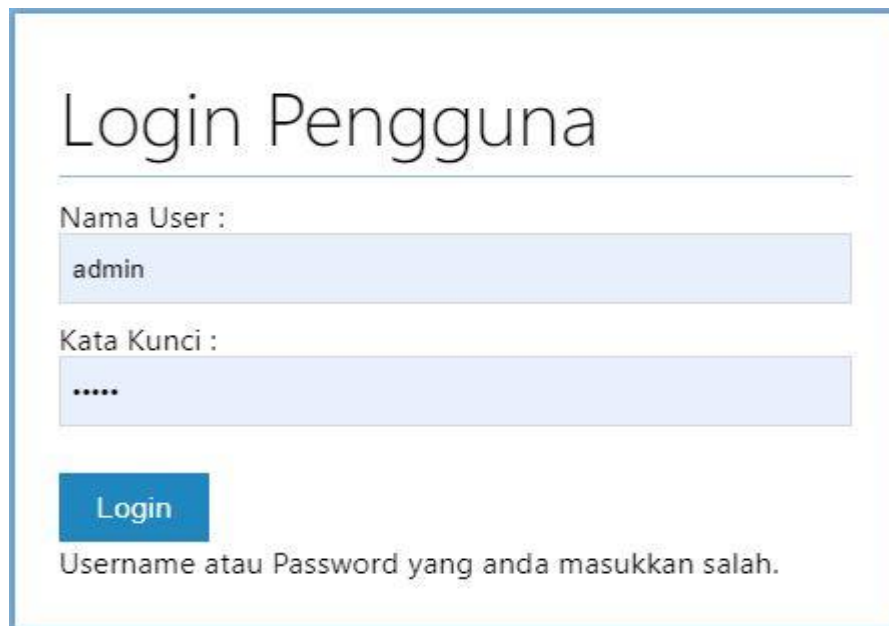 Login Pengguna
Nama User :
admin
Kata Kunci :
•••••
Login
Username atau Password yang anda masukkan salah.